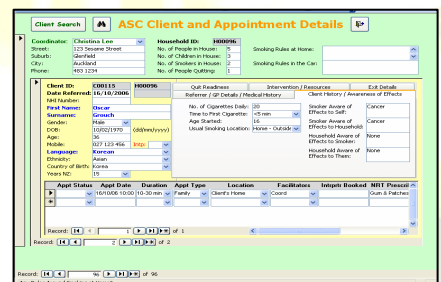 Client Search
ASC Client and Appointment Details
Coordinator: Christina Lee Household ID: H00096
Street: 123 Sesame Street No. of People in House: 5 Smoking Rules at Home:
Suburb: Glenfield No. of Children in House: 3
City: Auckland No. of Smokers in House: 4 Smoking Rules in the Car:
Phone: 483 1234 No. of People Quitting: 1
Client ID: C00115 H00096
Date Referred: 16/10/2006
NHI Number:
First Name: Oscar
Surname: Grouch
Gender: Male
DOB: 10/02/1970 (dd/mm/yyyy)
Age: 36
Mobile: 027 123 456 Intp:
Language: Korean
Ethnicity: Asian
Country of Birth: Korea
Years NZ: 15
Quit Readiness Intervention / Resources Exit Details
Referrer / GP Details / Medical History Client History / Awareness of Effects
No. of Cigarettes Daily: 20
Time to First Cigarette: <5 min
Age Started: 16
Usual Smoking Location: Home - Outside
Smoker Aware of Effects to Self: Cancer
Smoker Aware of Effects to Household: Cancer
Household Aware of Effects to Smoker: None
Household Aware of Effects to Them: None
Appt Status Appt Date Duration Appt Type Location Facilitators Intprtr Booked NRT Prescri
16/10/06 10:00 10-30 min Family Client's Home Coord Gum & Patches
Record: 1 of 1
Record: 2 of 2
Record: 96 of 96